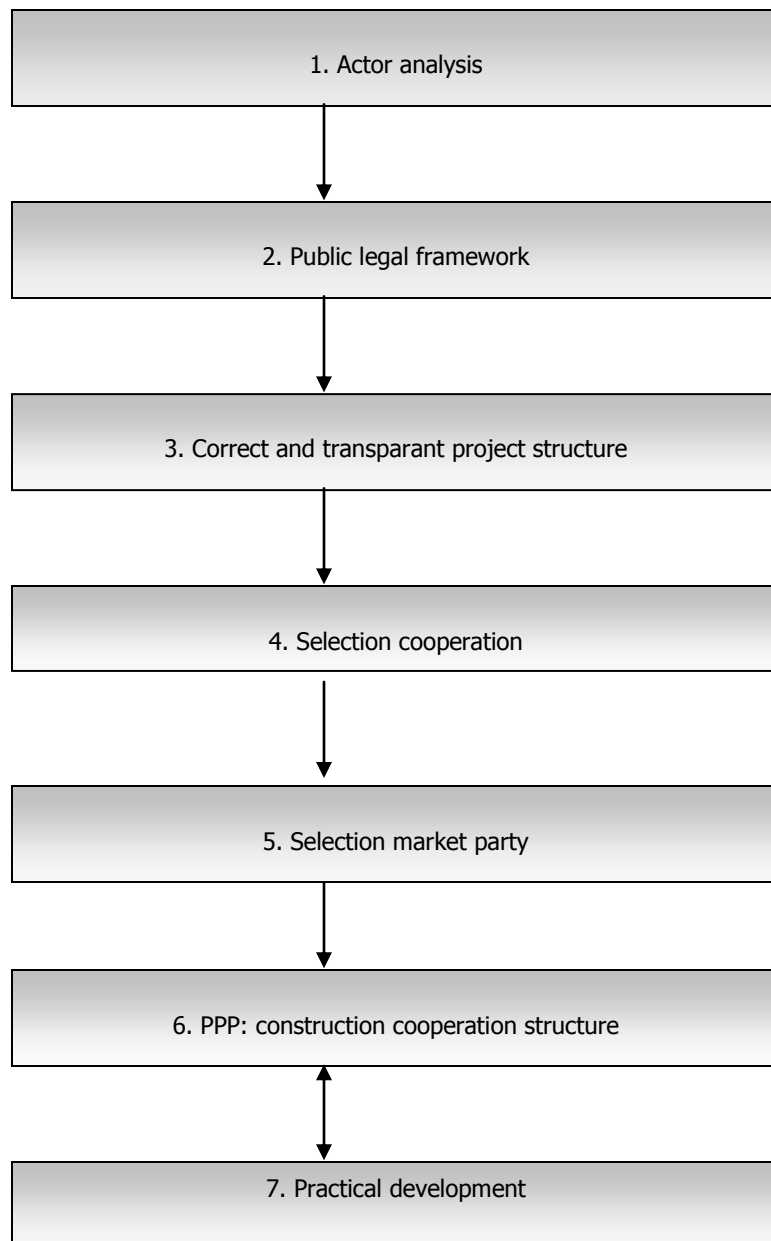 1. Actor analysis
2. Public legal framework
3. Correct and transparant project structure
4. Selection cooperation
5. Selection market party
6. PPP: construction cooperation structure
7. Practical development